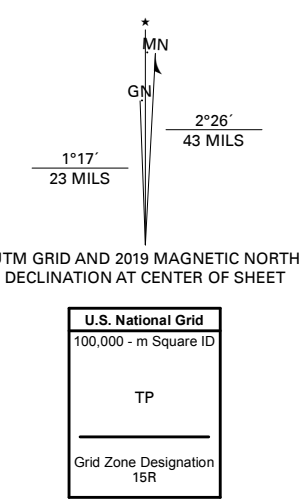 MN
GN
2°26´
43 MILS
1°17´
23 MILS
UTM GRID AND 2019 MAGNETIC NORTH
DECLINATION AT CENTER OF SHEET
U.S. National Grid
100,000 - m Square ID
TP
Grid Zone Designation
15R